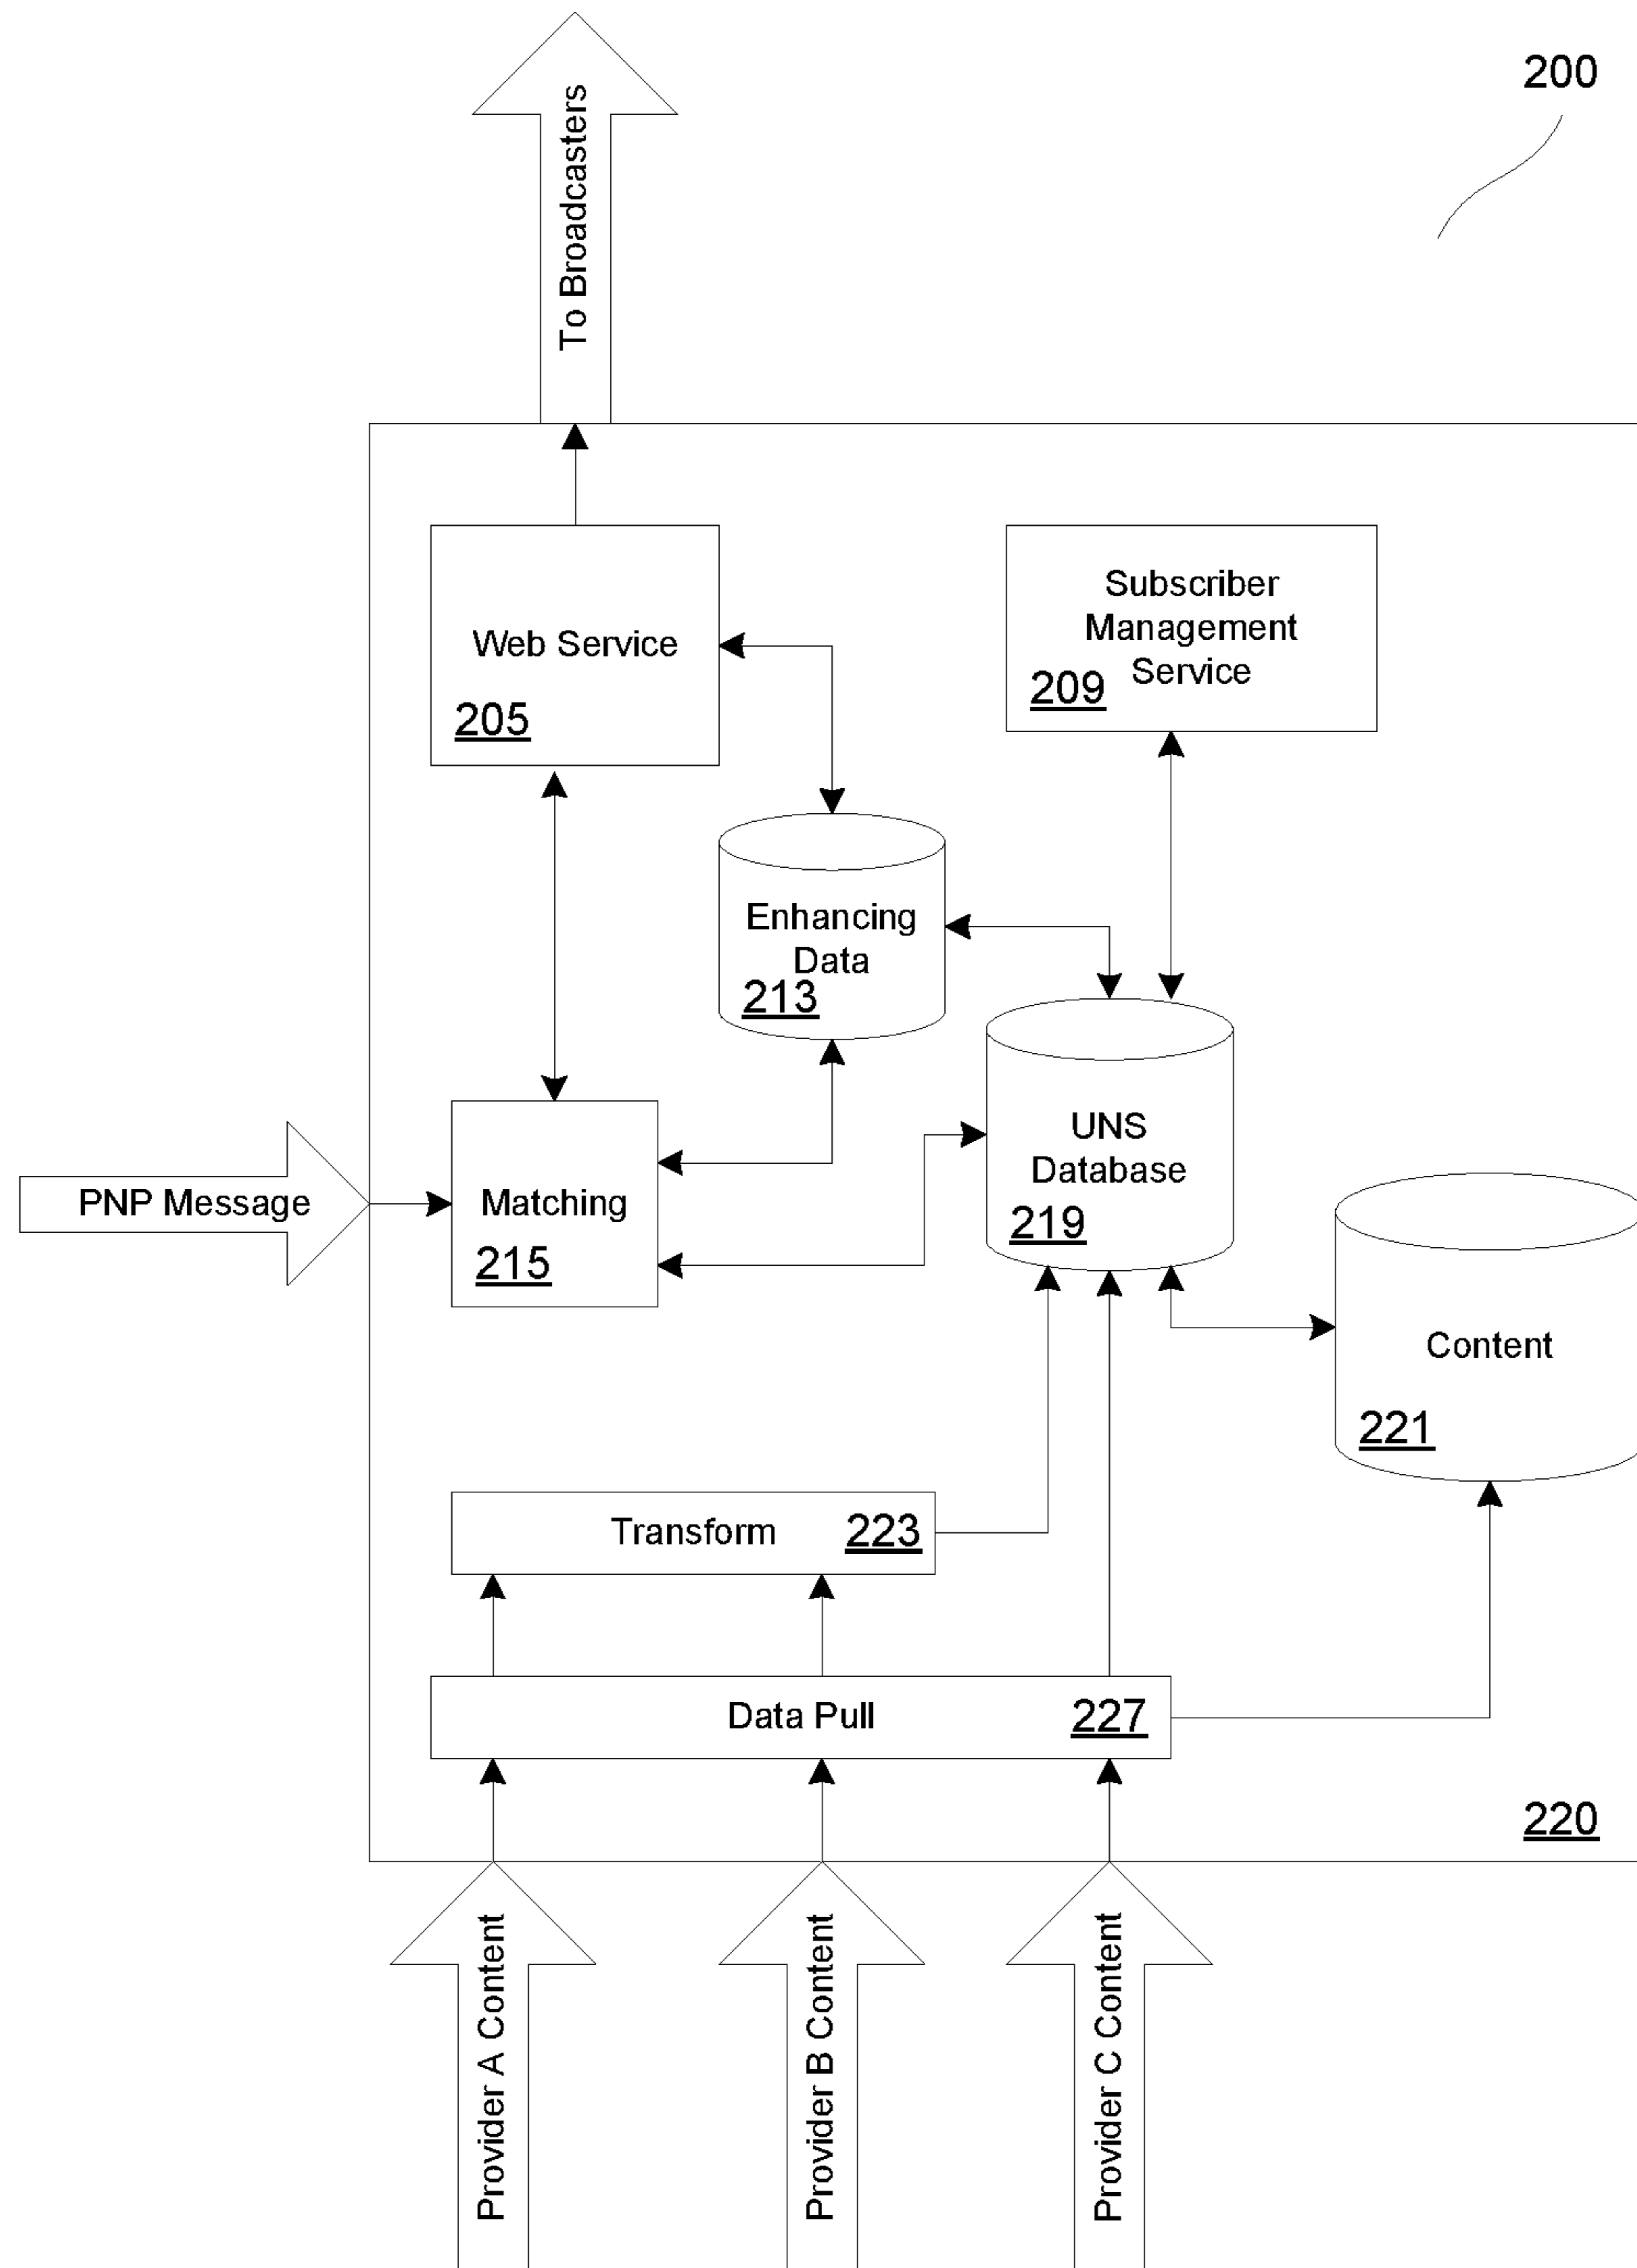 200
To Broadcasters
Web Service
205
Subscriber
Management
Service
209
Enhancing
Data
213
UNS
Database
219
PNP Message
Matching
215
Content
221
Transform
223
Data Pull
227
220
Provider A Content
Provider B Content
Provider C Content